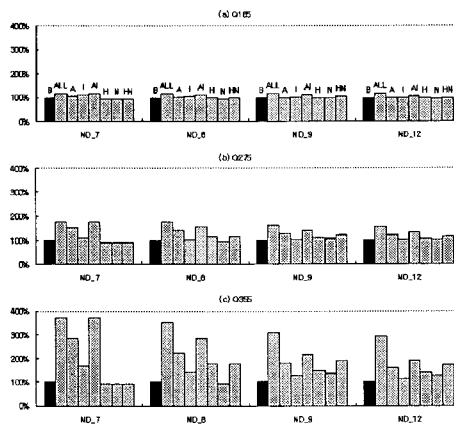 (a) Q185
400%
300%
200%
100%
0%
B ALL A I AI H N HN B ALL A I AI H N HN B ALL A I AI H N HN B ALL A I AI H N HN
ND_7 ND_8 ND_9 ND_12
(b) Q275
400%
300%
200%
100%
0%
ND_7 ND_8 ND_9 ND_12
(c) Q355
400%
300%
200%
100%
0%
ND_7 ND_8 ND_9 ND_12